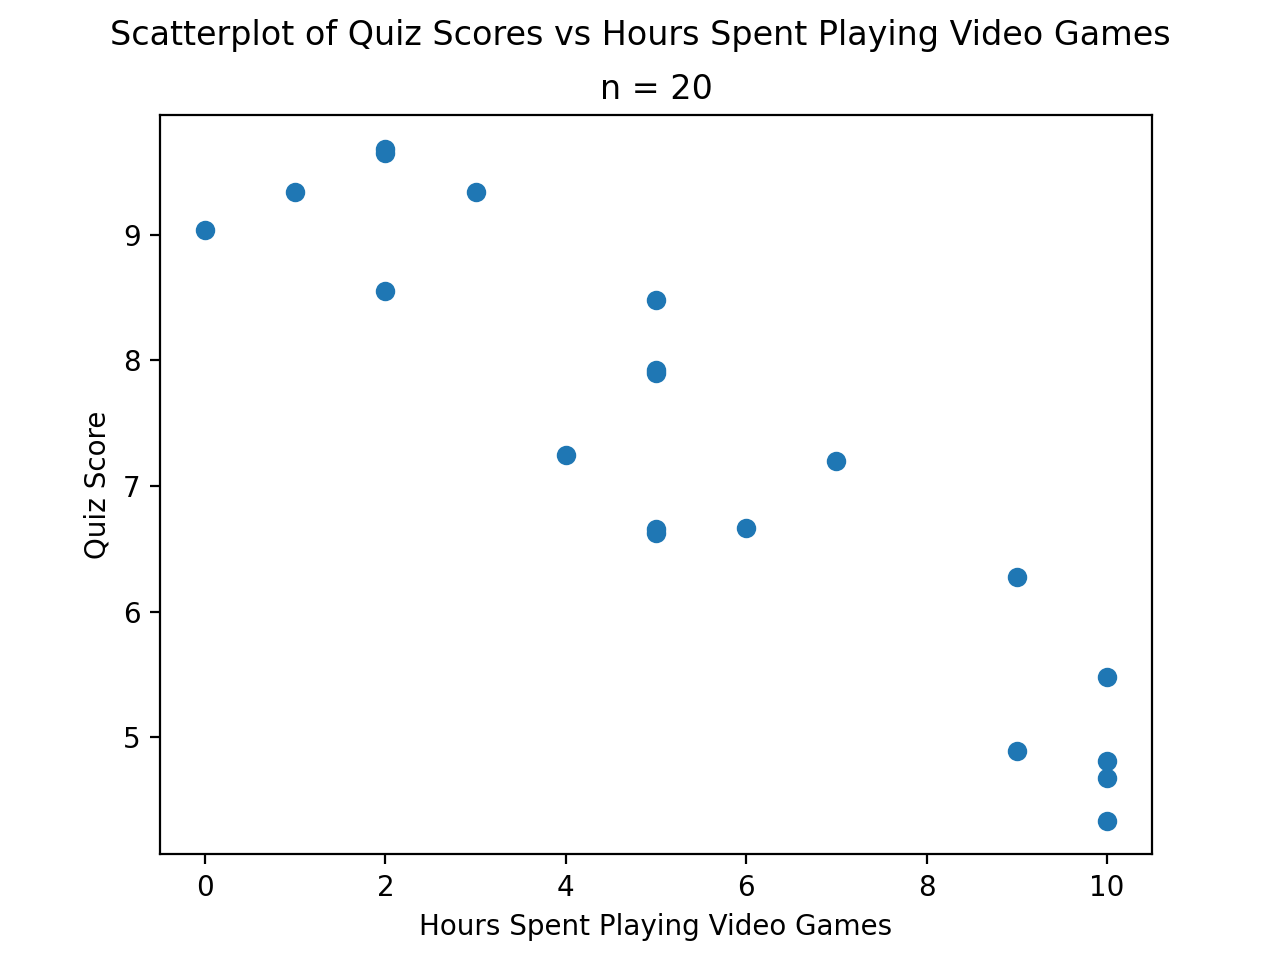 Scatterplot of Quiz Scores vs Hours Spent Playing Video Games
n = 20
9
8
7
6
5
Quiz Score
0 2 4 6 8 10
Hours Spent Playing Video Games